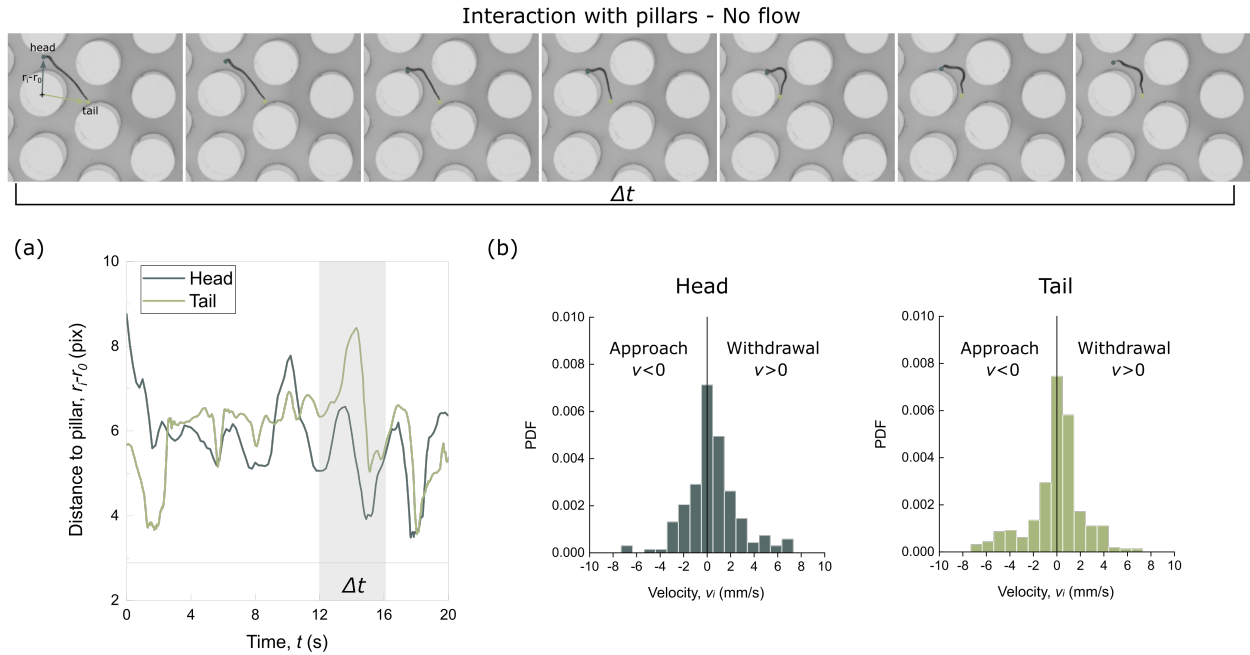 Interaction with pillars - No flow
head
rᵢ-r₀
tail
Δt
(a)
10
8
6
4
2
Distance to pillar, rᵢ-r₀ (pix)
Head
Tail
Δt
0
4
8
12
16
20
Time, t (s)
(b)
Head
0.010
0.008
0.006
0.004
0.002
0.000
PDF
Approach
v<0
Withdrawal
v>0
-10 -8 -6 -4 -2 0 2 4 6 8 10
Velocity, vᵢ (mm/s)
Tail
0.010
0.008
0.006
0.004
0.002
0.000
PDF
Approach
v<0
Withdrawal
v>0
-10 -8 -6 -4 -2 0 2 4 6 8 10
Velocity, vᵢ (mm/s)